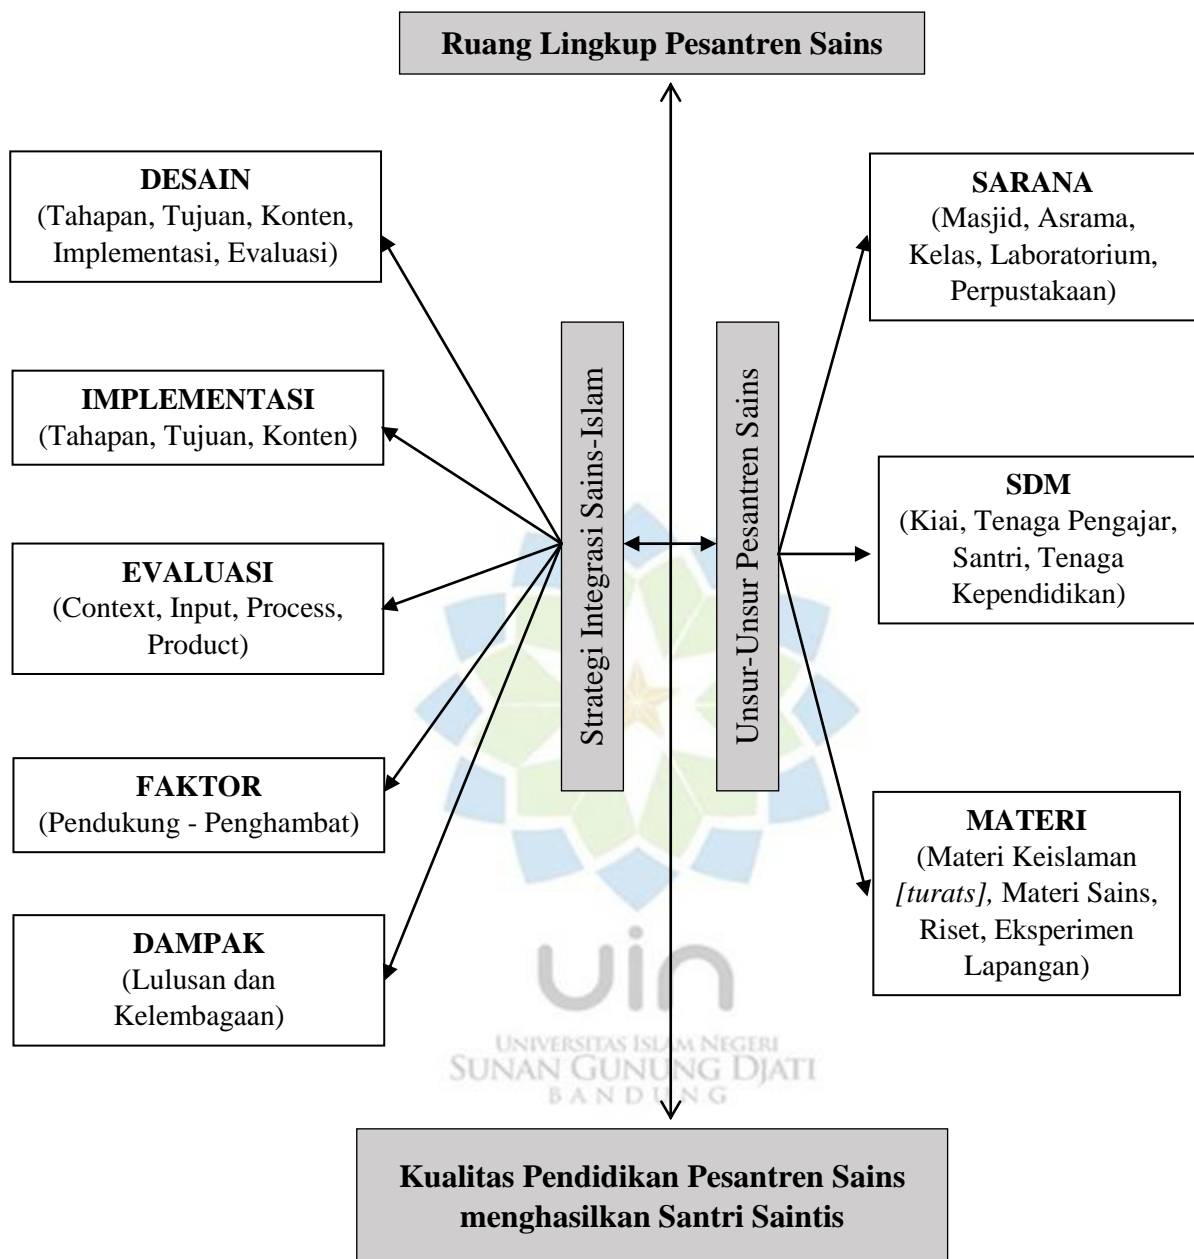 Ruang Lingkup Pesantren Sains
DESAIN
(Tahapan, Tujuan, Konten,
Implementasi, Evaluasi)
IMPLEMENTASI
(Tahapan, Tujuan, Konten)
EVALUASI
(Context, Input, Process,
Product)
FAKTOR
(Pendukung - Penghambat)
DAMPAK
(Lulusan dan
Kelembagaan)
Strategi Integrasi Sains-Islam
Unsur-Unsur Pesantren Sains
SARANA
(Masjid, Asrama,
Kelas, Laboratorium,
Perpustakaan)
SDM
(Kiai, Tenaga Pengajar,
Santri, Tenaga
Kependidikan)
MATERI
(Materi Keislaman
[turats], Materi Sains,
Riset, Eksperimen
Lapangan)
uin
UNIVERSITAS ISLAM NEGERI
SUNAN GUNUNG DJATI
BANDUNG
Kualitas Pendidikan Pesantren Sains
menghasilkan Santri Saintis